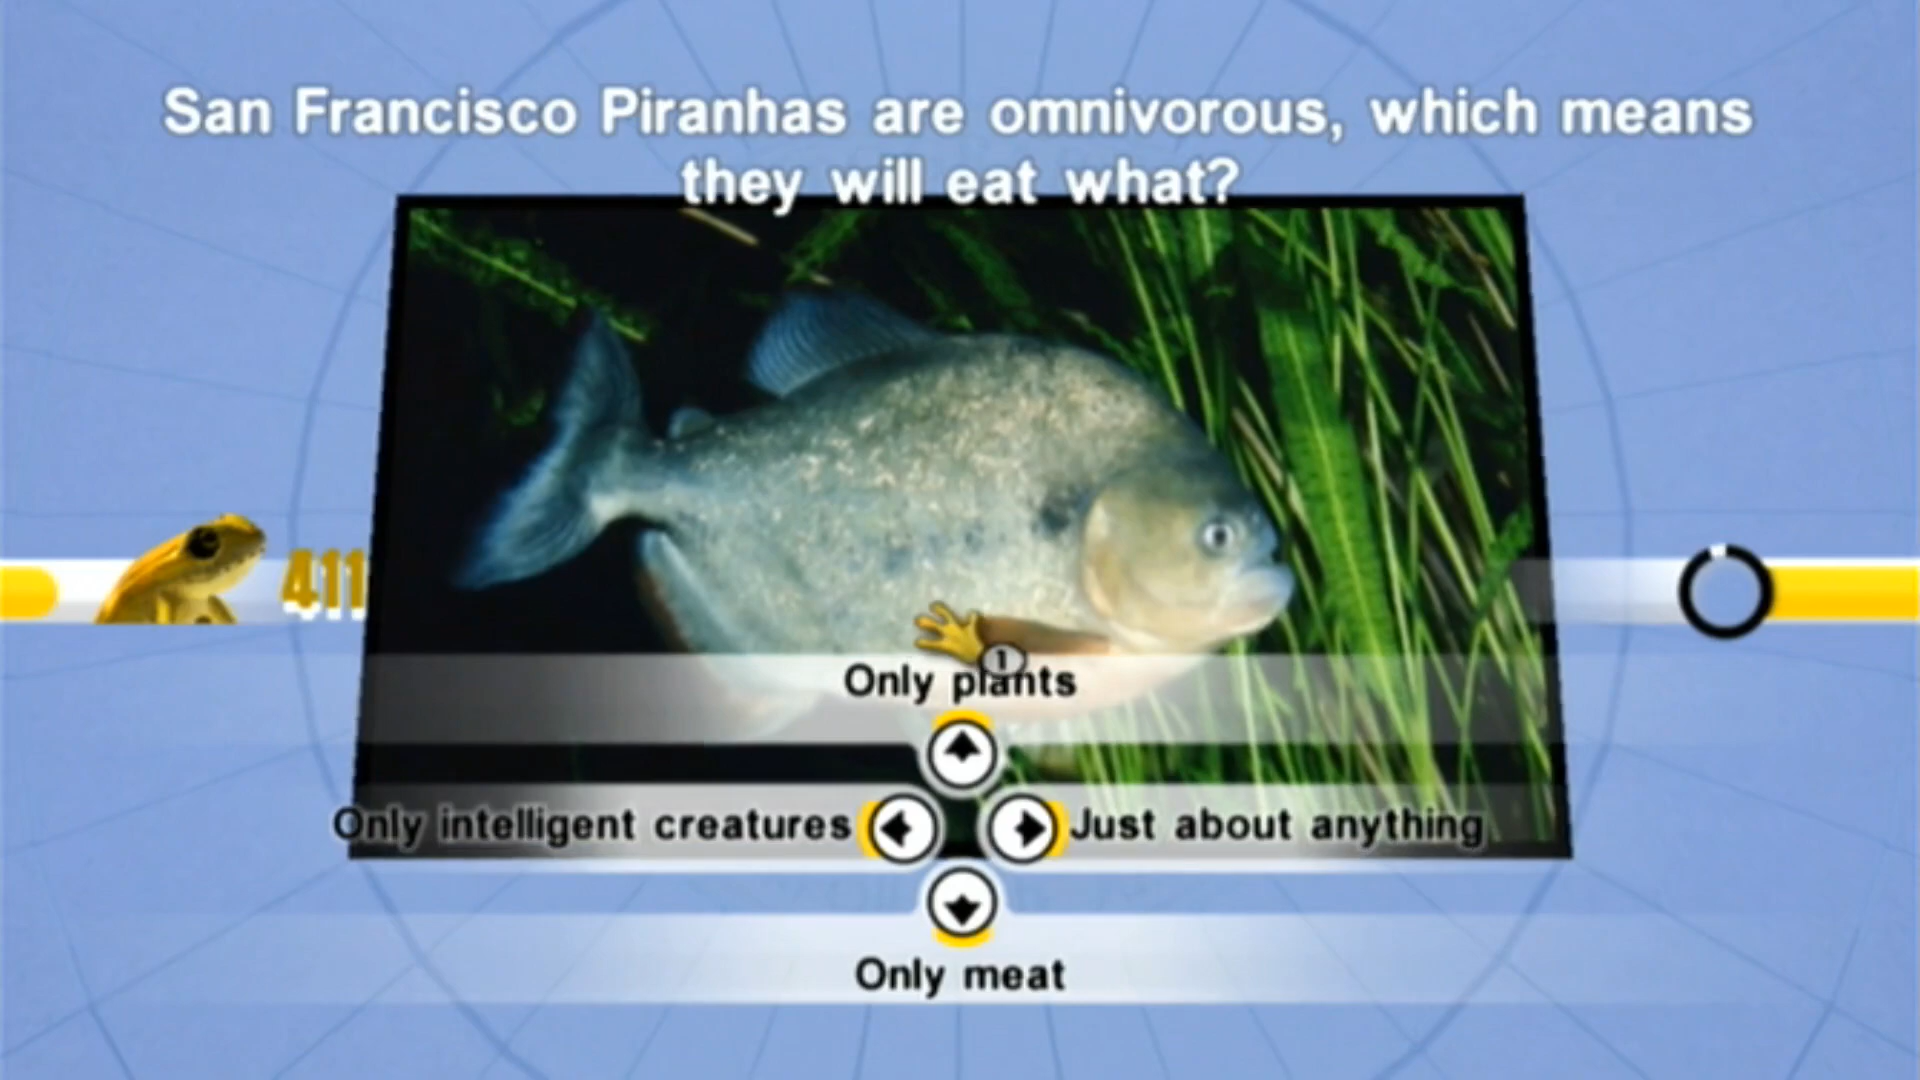 San Francisco Piranhas are omnivorous, which means
they will eat what?
411
1
Only plants
Only intelligent creatures
Just about anything
Only meat